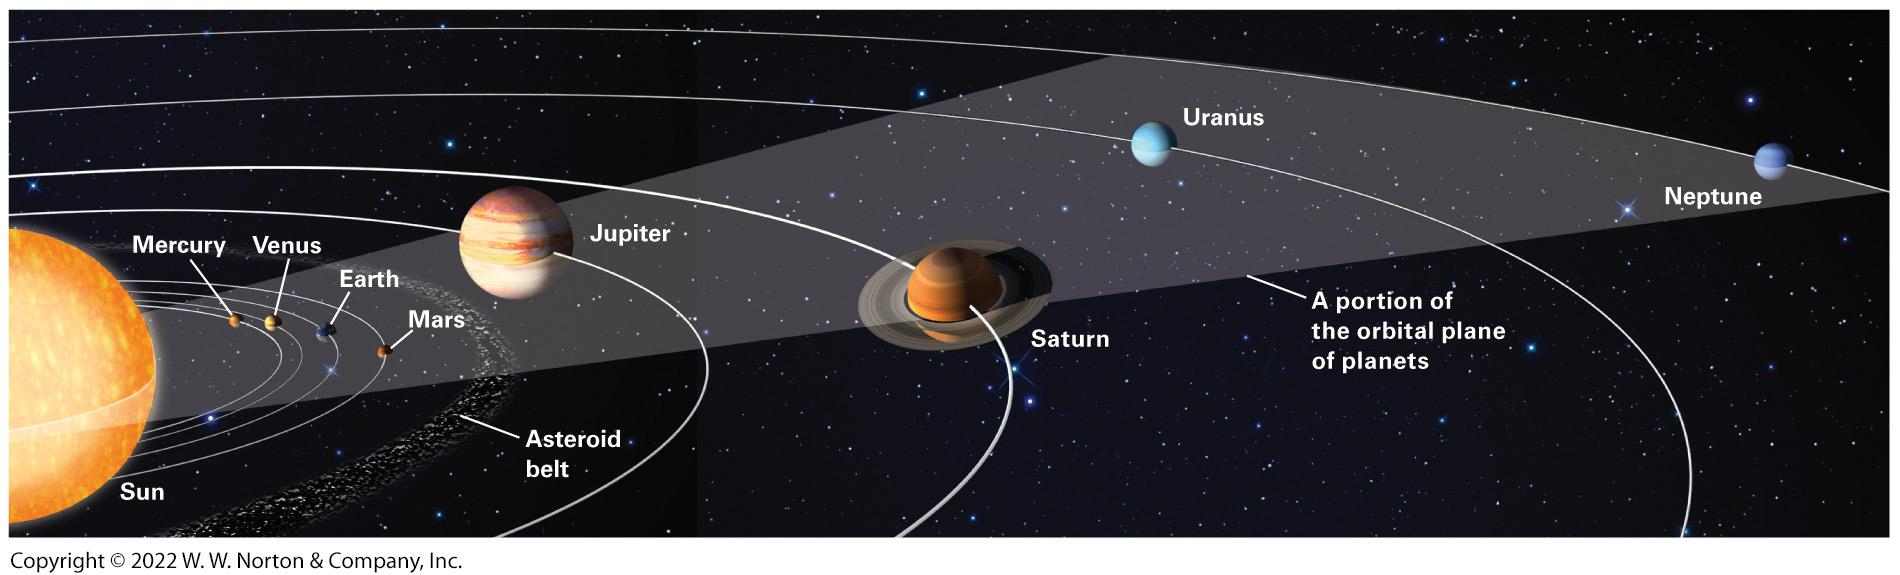 Uranus
Neptune
Jupiter
Mercury
Venus
Earth
Mars
A portion of
the orbital plane
of planets
Saturn
Asteroid
belt
Sun
Copyright © 2022 W. W. Norton & Company, Inc.